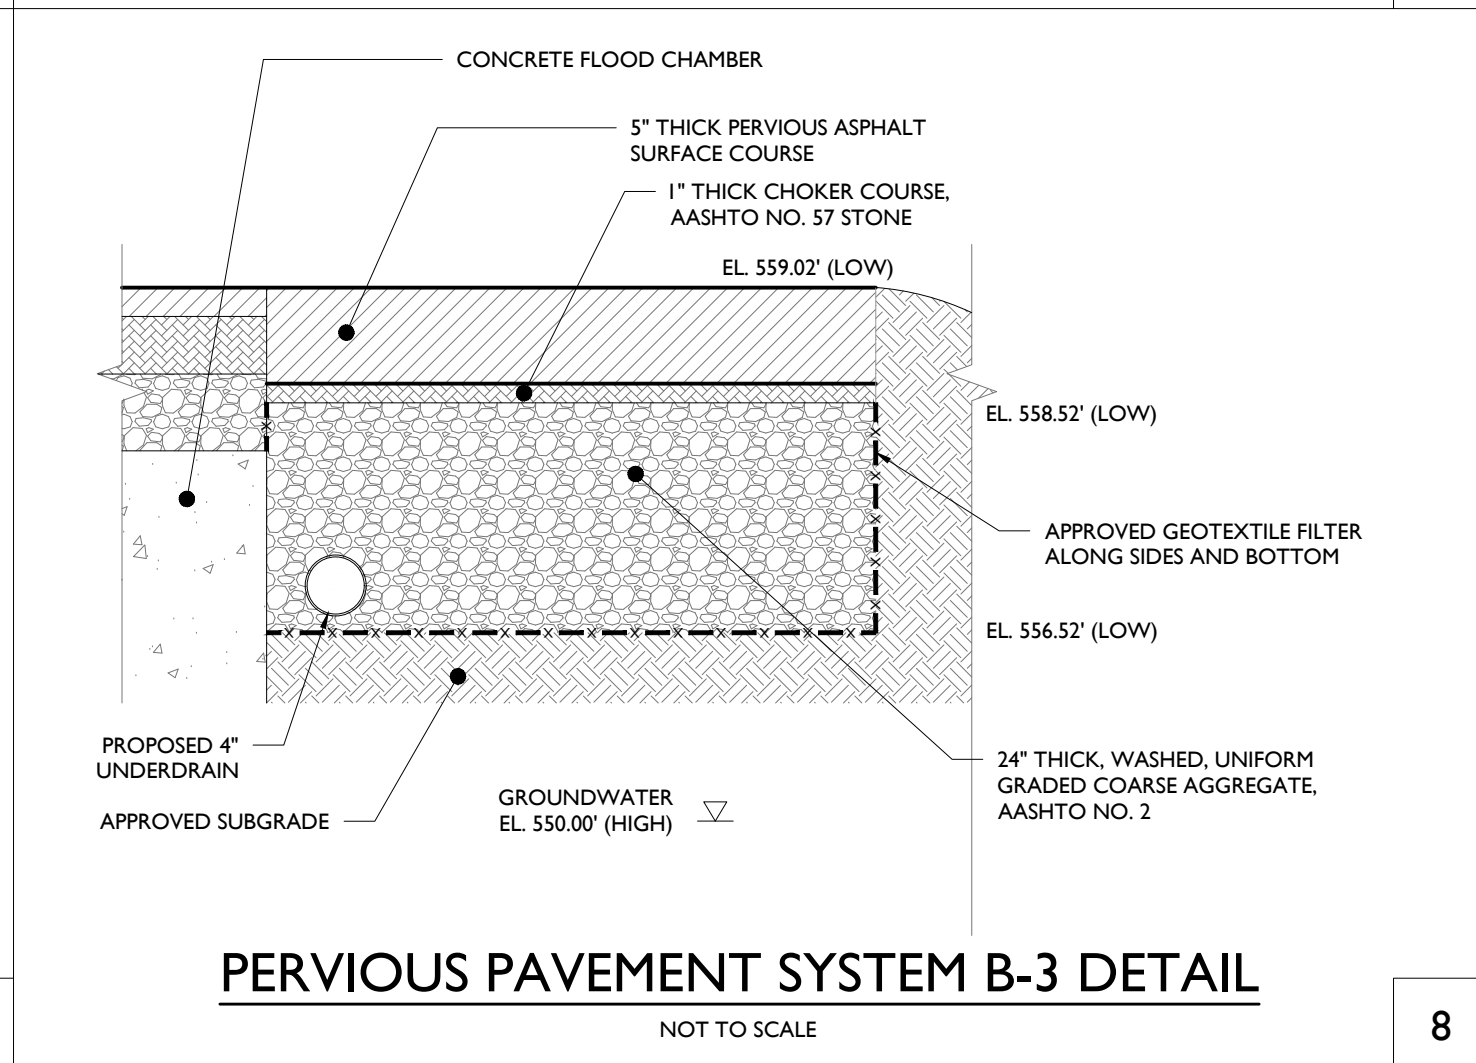 CONCRETE FLOOD CHAMBER
5" THICK PERVIOUS ASPHALT
SURFACE COURSE
1" THICK CHOKER COURSE,
AASHTO NO. 57 STONE
EL. 559.02' (LOW)
EL. 558.52' (LOW)
APPROVED GEOTEXTILE FILTER
ALONG SIDES AND BOTTOM
EL. 556.52' (LOW)
PROPOSED 4"
UNDERDRAIN
APPROVED SUBGRADE
GROUNDWATER
EL. 550.00' (HIGH)
24" THICK, WASHED, UNIFORM
GRADED COARSE AGGREGATE,
AASHTO NO. 2
PERVIOUS PAVEMENT SYSTEM B-3 DETAIL
NOT TO SCALE
8